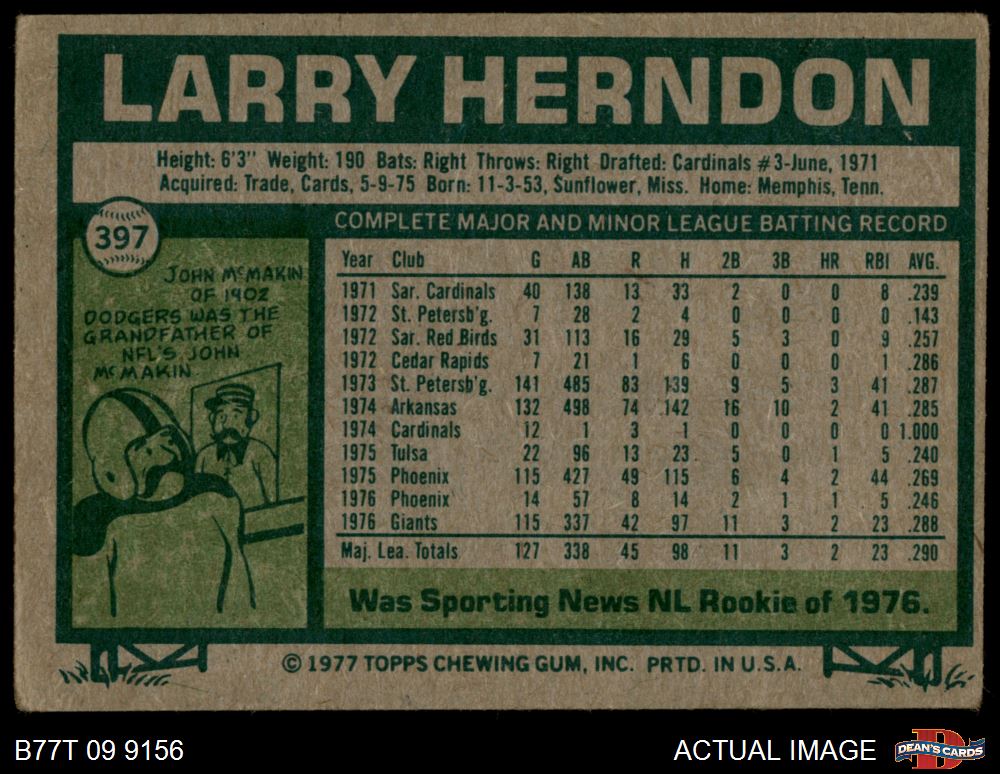 LARRY HERNDON
Height: 6'3" Weight: 190 Bats: Right Throws: Right Drafted: Cardinals #3-June, 1971
Acquired: Trade, Cards, 5-9-75 Born: 11-3-53, Sunflower, Miss. Home: Memphis, Tenn.
397
JOHN McMAKIN
OF 1902
DODGERS WAS THE
GRANDFATHER OF
NFL'S JOHN
McMAKIN
COMPLETE MAJOR AND MINOR LEAGUE BATTING RECORD
Year Club G AB R H 2B 3B HR RBI AVG.
1971 Sar. Cardinals 40 138 13 33 2 0 0 8 .239
1972 St. Petersb'g. 7 28 2 4 0 0 0 0 .143
1972 Sar. Red Birds 31 113 16 29 5 3 0 9 .257
1972 Cedar Rapids 7 21 1 6 0 0 0 1 .286
1973 St. Petersb'g. 141 485 83 139 9 5 3 41 .287
1974 Arkansas 132 498 74 142 16 10 2 41 .285
1974 Cardinals 12 1 3 1 0 0 0 0 1.000
1975 Tulsa 22 96 13 23 5 0 1 5 .240
1975 Phoenix 115 427 49 115 6 4 2 44 .269
1976 Phoenix 14 57 8 14 2 1 1 5 .246
1976 Giants 115 337 42 97 11 3 2 23 .288
Maj. Lea. Totals 127 338 45 98 11 3 2 23 .290
Was Sporting News NL Rookie of 1976.
© 1977 TOPPS CHEWING GUM, INC. PRTD. IN U.S.A.
B77T 09 9156
ACTUAL IMAGE
D
DEAN'S CARDS